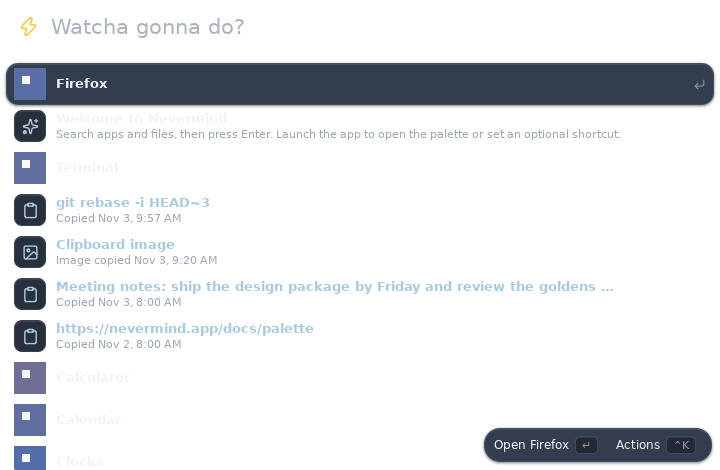 Watcha gonna do?
Firefox
Welcome to Nevermind
Search apps and files, then press Enter. Launch the app to open the palette or set an optional shortcut.
Terminal
git rebase -i HEAD~3
Copied Nov 3, 9:57 AM
Clipboard image
Image copied Nov 3, 9:20 AM
Meeting notes: ship the design package by Friday and review the goldens ...
Copied Nov 3, 8:00 AM
https://nevermind.app/docs/palette
Copied Nov 2, 8:00 AM
Calculator
Calendar
Open Firefox ↵ Actions ^K
Clocks